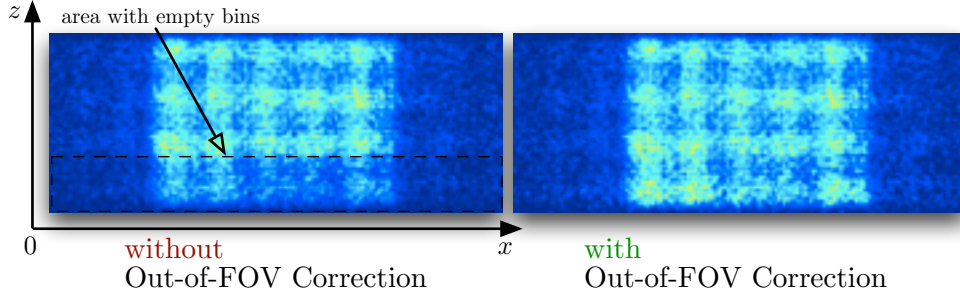 z
area with empty bins
0
x
without
Out-of-FOV Correction
with
Out-of-FOV Correction